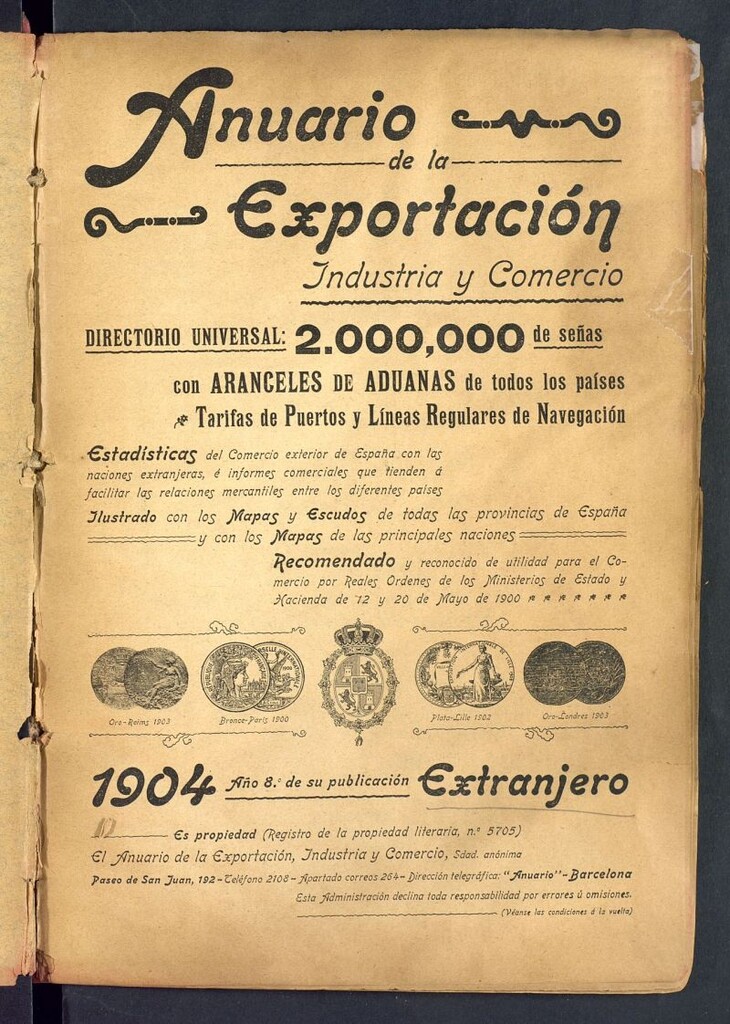 Anuario
de la
Exportación
Industria y Comercio
DIRECTORIO UNIVERSAL: 2.000,000 de señas
con ARANCELES DE ADUANAS de todos los países
Tarifas de Puertos y Líneas Regulares de Navegación
Estadísticas del Comercio exterior de España con las
naciones extranjeras, é informes comerciales que tienden á
facilitar las relaciones mercantiles entre los diferentes países
Ilustrado con los Mapas y Escudos de todas las provincias de España
y con los Mapas de las principales naciones
Recomendado y reconocido de utilidad para el Co-
mercio por Reales Ordenes de los Ministerios de Estado y
Hacienda de 12 y 20 de Mayo de 1900
Oro-Reims 1903 Bronce-París 1900 Plata-Lille 1902 Oro-Londres 1903
1904 Año 8.º de su publicación Extranjero
Es propiedad (Registro de la propiedad literaria, n.º 5705)
El Anuario de la Exportación, Industria y Comercio, Sdad. anónima
Paseo de San Juan, 192 - Teléfono 2108 - Apartado correos 264 - Dirección telegráfica: "Anuario" - Barcelona
Esta Administración declina toda responsabilidad por errores ú omisiones.
(Véanse las condiciones á la vuelta)